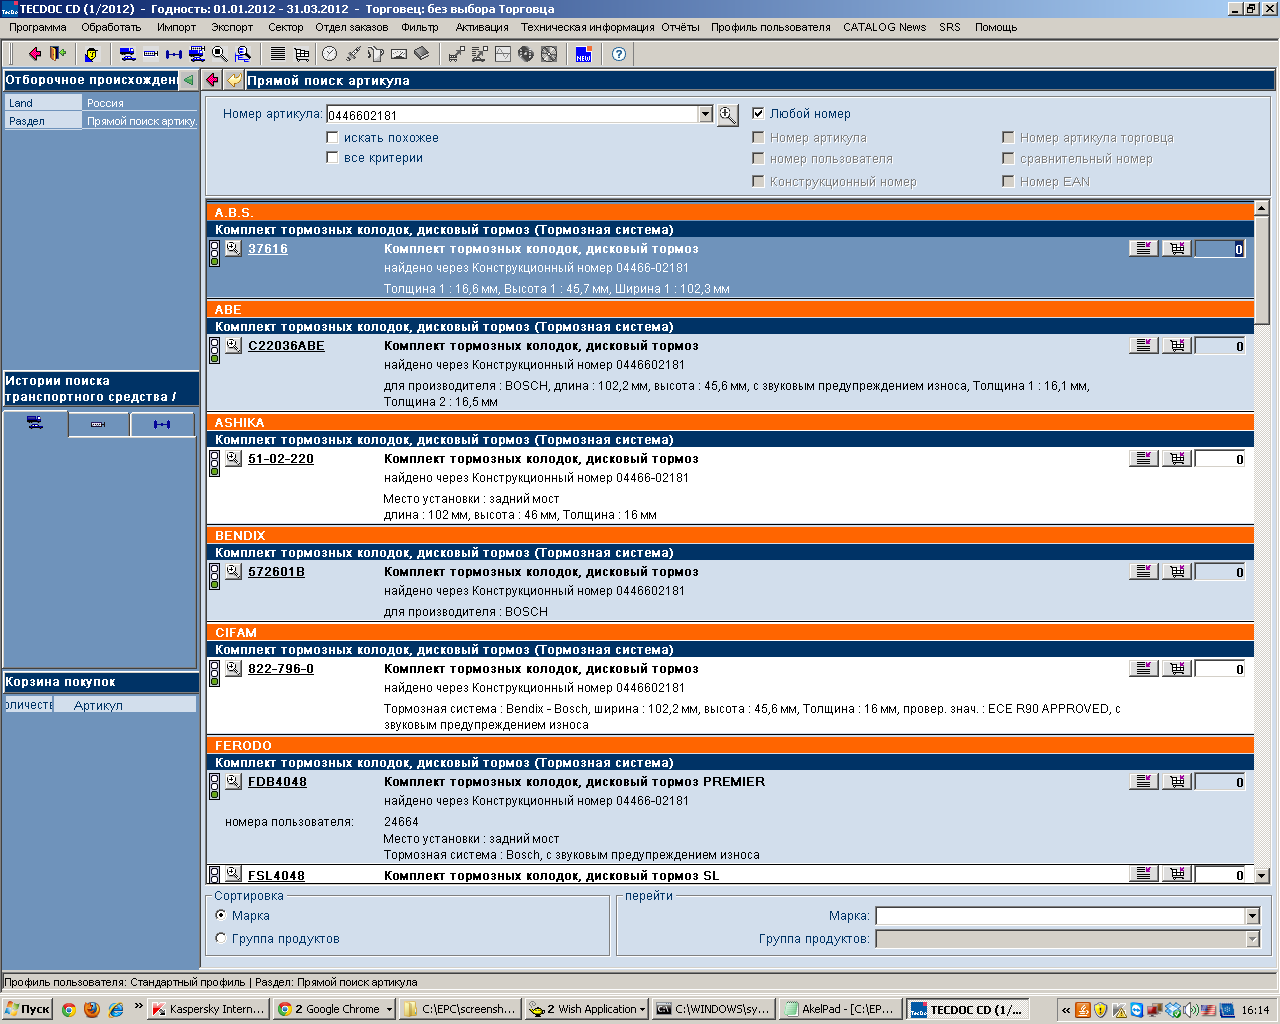 TECDOC CD (1/2012)  -  Годность: 01.01.2012 - 31.03.2012  -  Торговец: без выбора Торговца
Программа Обработать Импорт Экспорт Сектор Отдел заказов Фильтр Активация Техническая информация Отчёты Профиль пользователя CATALOG News SRS Помощь
Отборочное происхожден
Прямой поиск артикула
Land Россия
Раздел Прямой поиск артику.
Номер артикула: 0446602181
Любой номер
искать похожее
Номер артикула
Номер артикула торговца
все критерии
номер пользователя
сравнительный номер
Конструкционный номер
Номер EAN
A.B.S.
Комплект тормозных колодок, дисковый тормоз (Тормозная система)
37616 Комплект тормозных колодок, дисковый тормоз 0
найдено через Конструкционный номер 04466-02181
Толщина 1 : 16,6 мм, Высота 1 : 45,7 мм, Ширина 1 : 102,3 мм
ABE
Комплект тормозных колодок, дисковый тормоз (Тормозная система)
C22036ABE Комплект тормозных колодок, дисковый тормоз 0
найдено через Конструкционный номер 0446602181
для производителя : BOSCH, длина : 102,2 мм, высота : 45,6 мм, с звуковым предупреждением износа, Толщина 1 : 16,1 мм,
Толщина 2 : 16,5 мм
ASHIKA
Комплект тормозных колодок, дисковый тормоз (Тормозная система)
51-02-220 Комплект тормозных колодок, дисковый тормоз 0
найдено через Конструкционный номер 04466-02181
Место установки : задний мост
длина : 102 мм, высота : 46 мм, Толщина : 16 мм
BENDIX
Комплект тормозных колодок, дисковый тормоз (Тормозная система)
572601B Комплект тормозных колодок, дисковый тормоз 0
найдено через Конструкционный номер 0446602181
для производителя : BOSCH
CIFAM
Комплект тормозных колодок, дисковый тормоз (Тормозная система)
822-796-0 Комплект тормозных колодок, дисковый тормоз 0
найдено через Конструкционный номер 0446602181
Тормозная система : Bendix - Bosch, ширина : 102,2 мм, высота : 45,6 мм, Толщина : 16 мм, провер. знач. : ECE R90 APPROVED, с
звуковым предупреждением износа
FERODO
Комплект тормозных колодок, дисковый тормоз (Тормозная система)
FDB4048 Комплект тормозных колодок, дисковый тормоз PREMIER 0
найдено через Конструкционный номер 04466-02181
номера пользователя: 24664
Место установки : задний мост
Тормозная система : Bosch, с звуковым предупреждением износа
FSL4048 Комплект тормозных колодок, дисковый тормоз SL 0
Истории поиска
транспортного средства /
Корзина покупок
оличеств Артикул
Сортировка
Марка
Группа продуктов
перейти
Марка:
Группа продуктов:
Профиль пользователя: Стандартный профиль | Раздел: Прямой поиск артикула
Пуск » Kaspersky Intern... 2 Google Chrome C:\EPC\screensh... 2 Wish Application C:\WINDOWS\sy... AkelPad - [C:\EP... TECDOC CD (1/... « 16:14